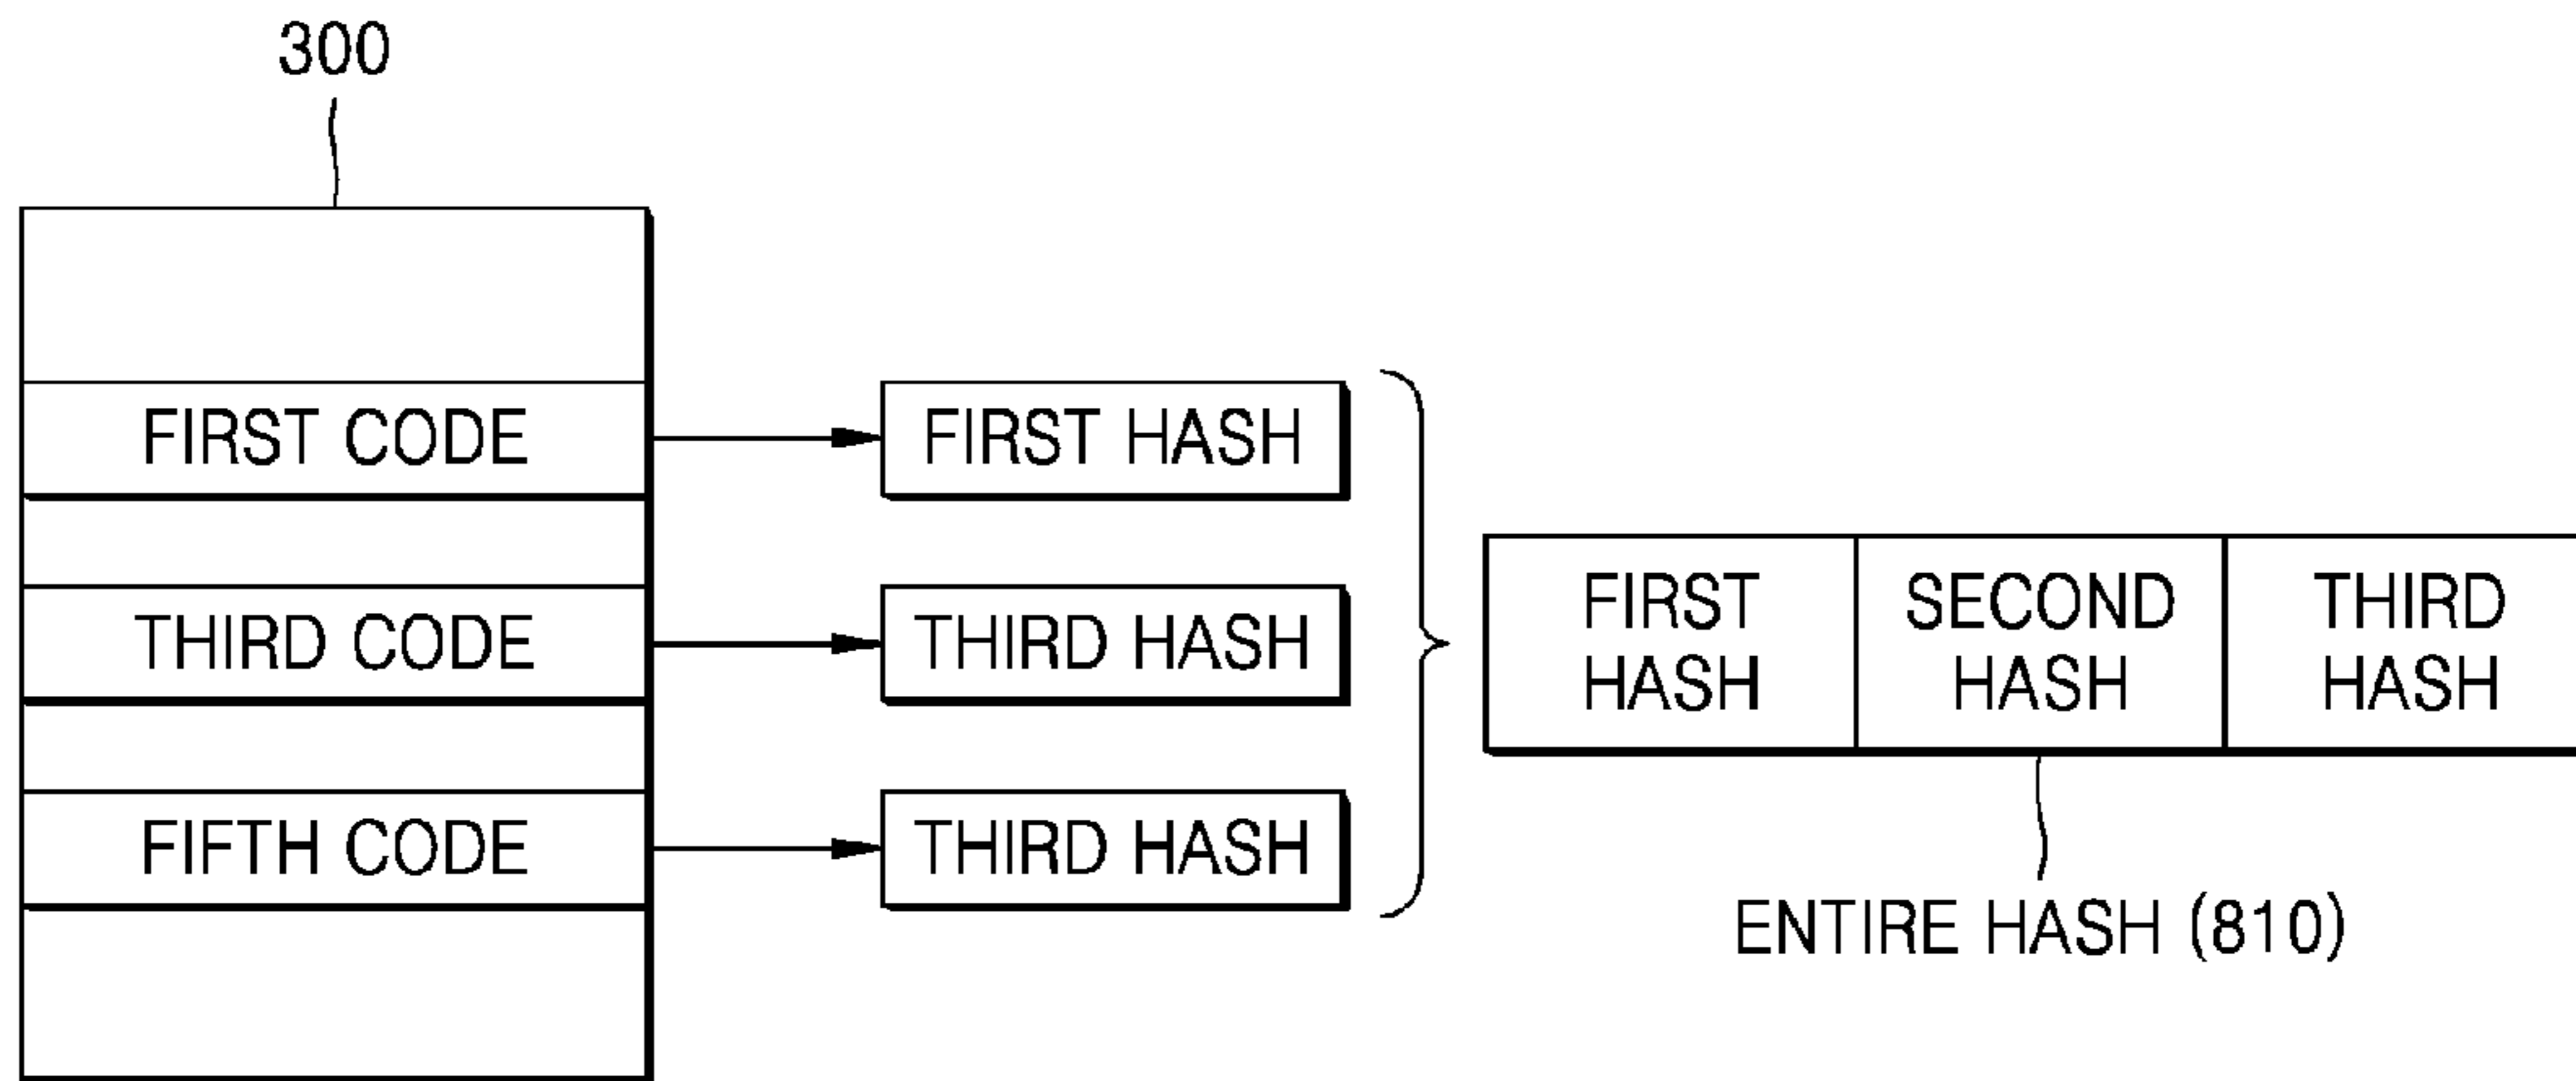 300
FIRST CODE
FIRST HASH
THIRD CODE
THIRD HASH
FIFTH CODE
THIRD HASH
FIRST
HASH
SECOND
HASH
THIRD
HASH
ENTIRE HASH (810)